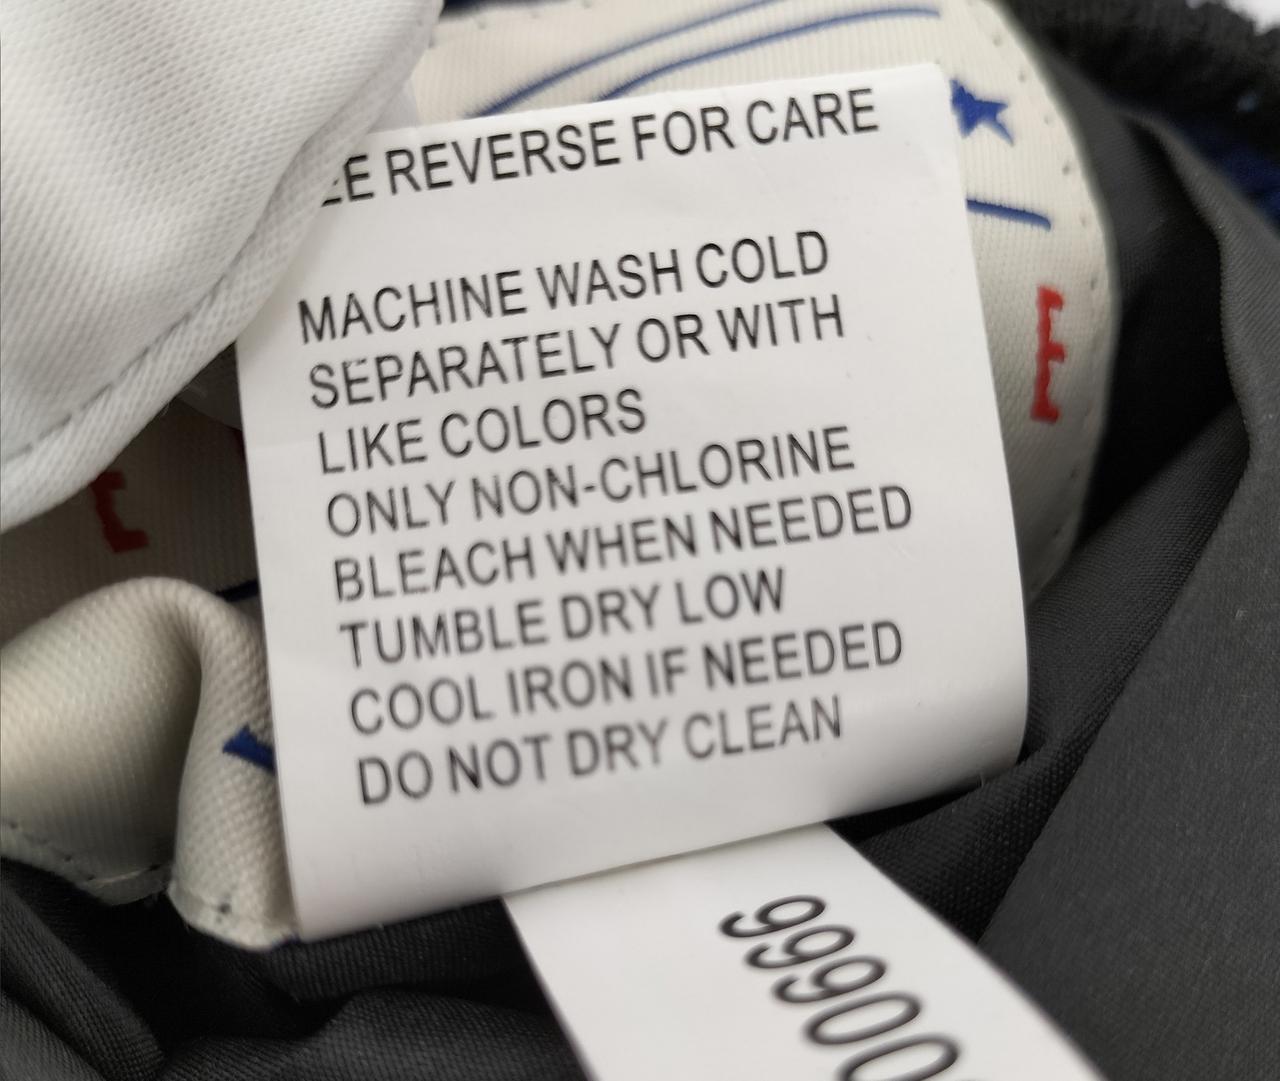 EE REVERSE FOR CARE
MACHINE WASH COLD
SEPARATELY OR WITH
LIKE COLORS
ONLY NON-CHLORINE
BLEACH WHEN NEEDED
TUMBLE DRY LOW
COOL IRON IF NEEDED
DO NOT DRY CLEAN